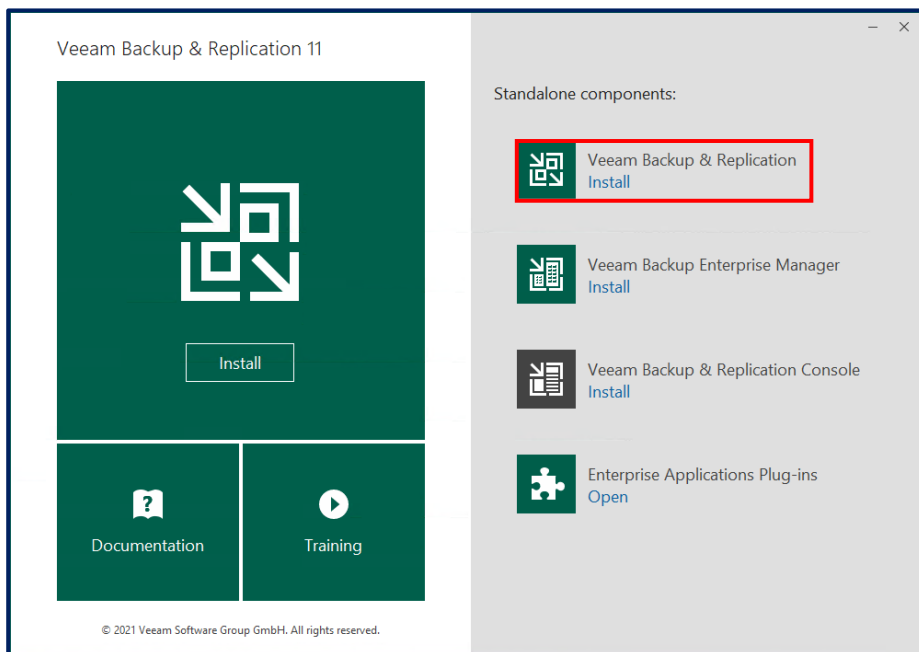 Veeam Backup & Replication 11
Install
Documentation
Training
© 2021 Veeam Software Group GmbH. All rights reserved.
Standalone components:
Veeam Backup & Replication
Install
Veeam Backup Enterprise Manager
Install
Veeam Backup & Replication Console
Install
Enterprise Applications Plug-ins
Open